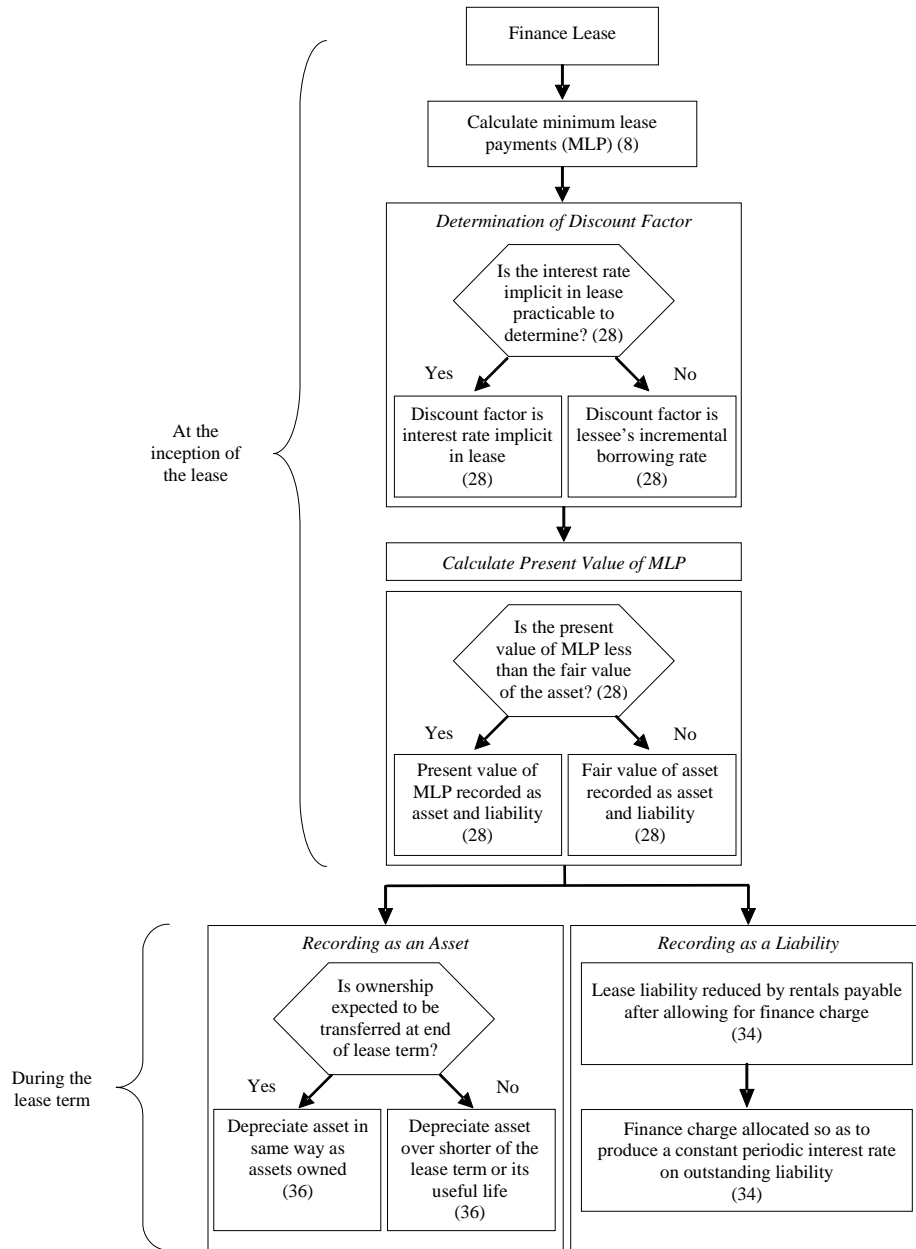 Finance Lease
Calculate minimum lease
payments (MLP) (8)
Determination of Discount Factor
Is the interest rate
implicit in lease
practicable to
determine? (28)
Yes
No
Discount factor is
interest rate implicit
in lease
(28)
Discount factor is
lessee's incremental
borrowing rate
(28)
At the
inception of
the lease
Calculate Present Value of MLP
Is the present
value of MLP less
than the fair value
of the asset? (28)
Yes
No
Present value of
MLP recorded as
asset and liability
(28)
Fair value of asset
recorded as asset
and liability
(28)
During the
lease term
Recording as an Asset
Is ownership
expected to be
transferred at end
of lease term?
Yes
No
Depreciate asset in
same way as
assets owned
(36)
Depreciate asset
over shorter of the
lease term or its
useful life
(36)
Recording as a Liability
Lease liability reduced by rentals payable
after allowing for finance charge
(34)
Finance charge allocated so as to
produce a constant periodic interest rate
on outstanding liability
(34)